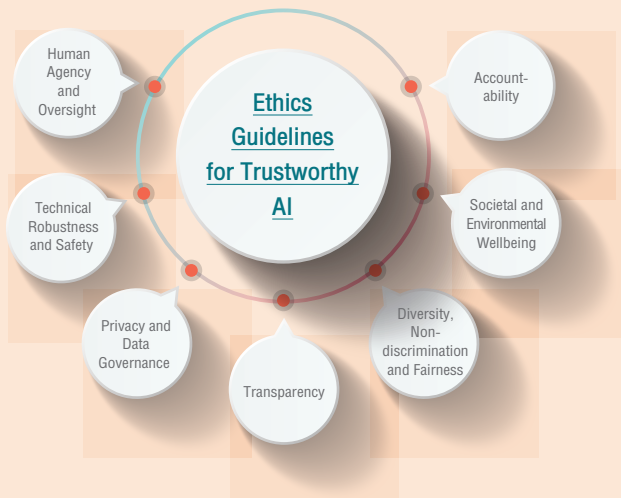 Ethics
Guidelines
for Trustworthy
AI
Human
Agency
and
Oversight
Technical
Robustness
and Safety
Privacy and
Data
Governance
Transparency
Diversity,
Non-
discrimination
and Fairness
Societal and
Environmental
Wellbeing
Account-
ability